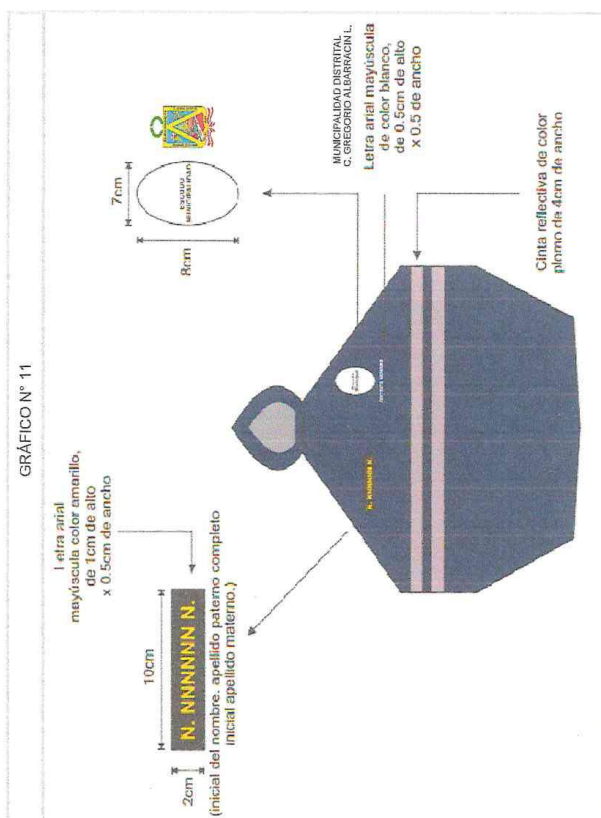 GRÁFICO N° 11
Letra arial
mayúscula color amarillo,
de 1cm de alto
x 0.5cm de ancho
10cm
2cm
N. NNNNNN N.
(inicial del nombre. apellido paterno completo
inicial apellido materno.)
7cm
8cm
ESCUDO
MUNICIPALIDAD
MUNICIPALIDAD DISTRITAL
C. GREGORIO ALBARRACIN L.
Letra arial mayúscula
de color blanco,
de 0.5cm de alto
x 0.5 de ancho
Cinta reflectiva de color
plomo de 4cm de ancho
N. NNNNNN N.